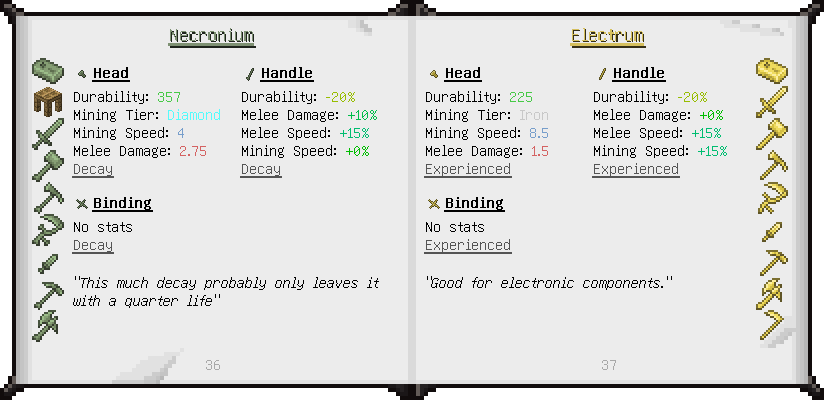 Necronium
Head
Durability: 357
Mining Tier: Diamond
Mining Speed: 4
Melee Damage: 2.75
Decay
Handle
Durability: -20%
Melee Damage: +10%
Melee Speed: +15%
Mining Speed: +0%
Decay
Binding
No stats
Decay
"This much decay probably only leaves it
with a quarter life"
36
Electrum
Head
Durability: 225
Mining Tier: Iron
Mining Speed: 8.5
Melee Damage: 1.5
Experienced
Handle
Durability: -20%
Melee Damage: +0%
Melee Speed: +15%
Mining Speed: +15%
Experienced
Binding
No stats
Experienced
"Good for electronic components."
37